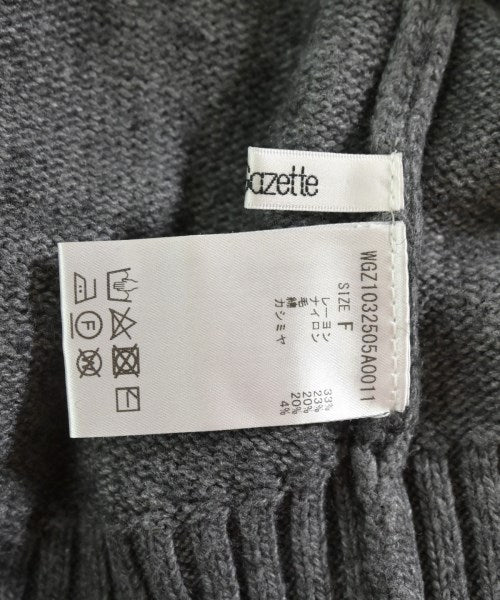 Gazette
WGZ1032505A0011
SIZE F
レーヨン 33%
ナイロン 23%
毛 20%
綿 20%
カシミヤ 4%
F